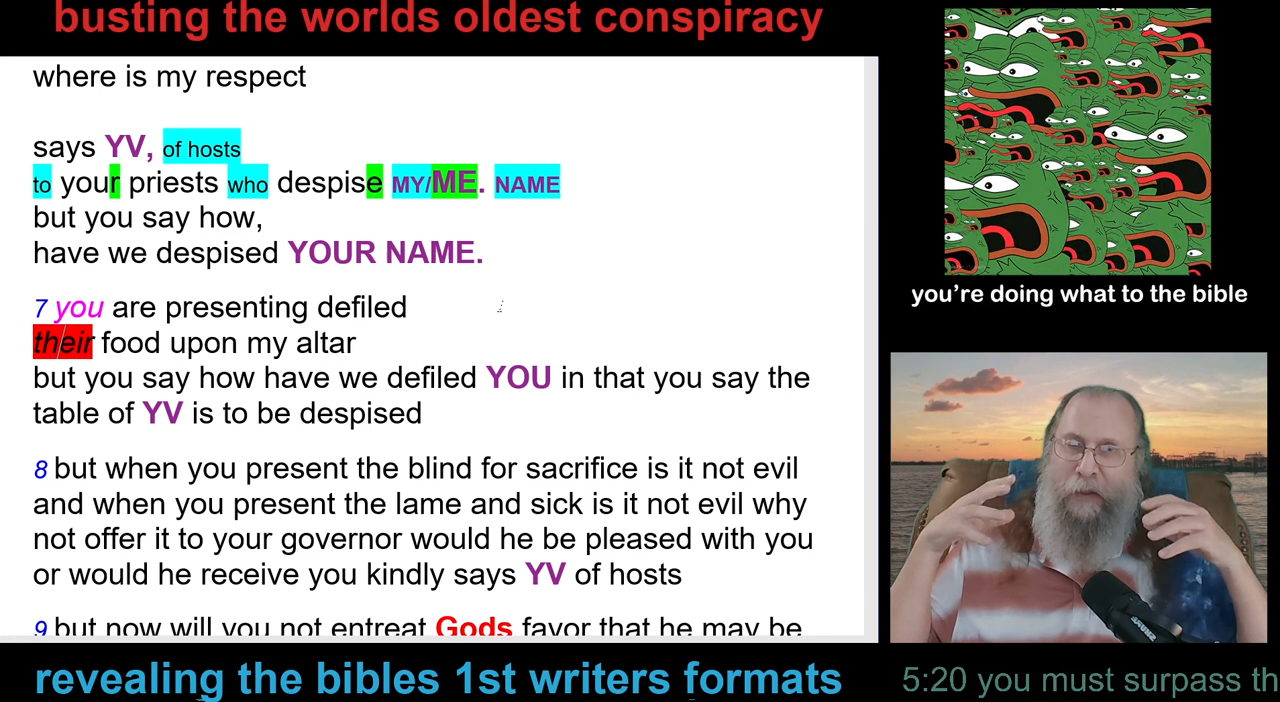 busting the worlds oldest conspiracy
where is my respect
says YV, of hosts
to your priests who despise MY/ME. NAME
but you say how,
have we despised YOUR NAME.
7 you are presenting defiled
their food upon my altar
but you say how have we defiled YOU in that you say the
table of YV is to be despised
8 but when you present the blind for sacrifice is it not evil
and when you present the lame and sick is it not evil why
not offer it to your governor would he be pleased with you
or would he receive you kindly says YV of hosts
9 but now will you not entreat Gods favor that he may be
revealing the bibles 1st writers formats
you're doing what to the bible
5:20 you must surpass th